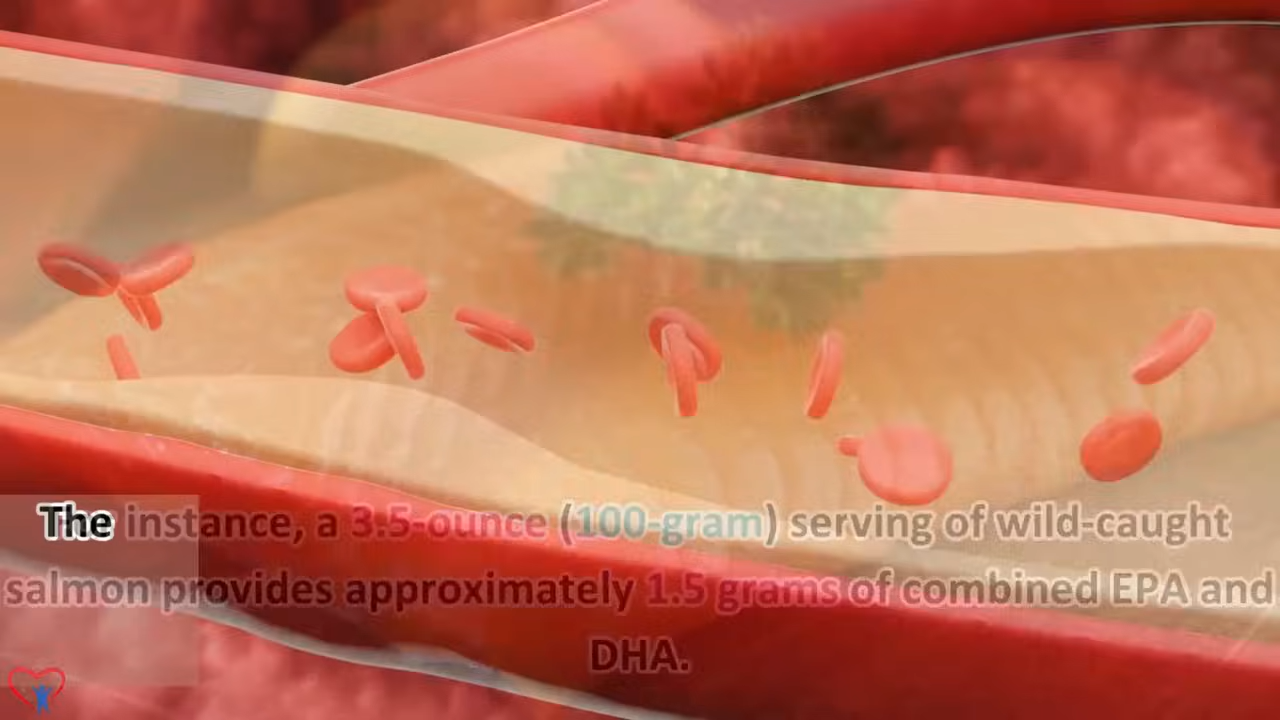 The instance, a 3.5-ounce (100-gram) serving of wild-caught
salmon provides approximately 1.5 grams of combined EPA and
DHA.